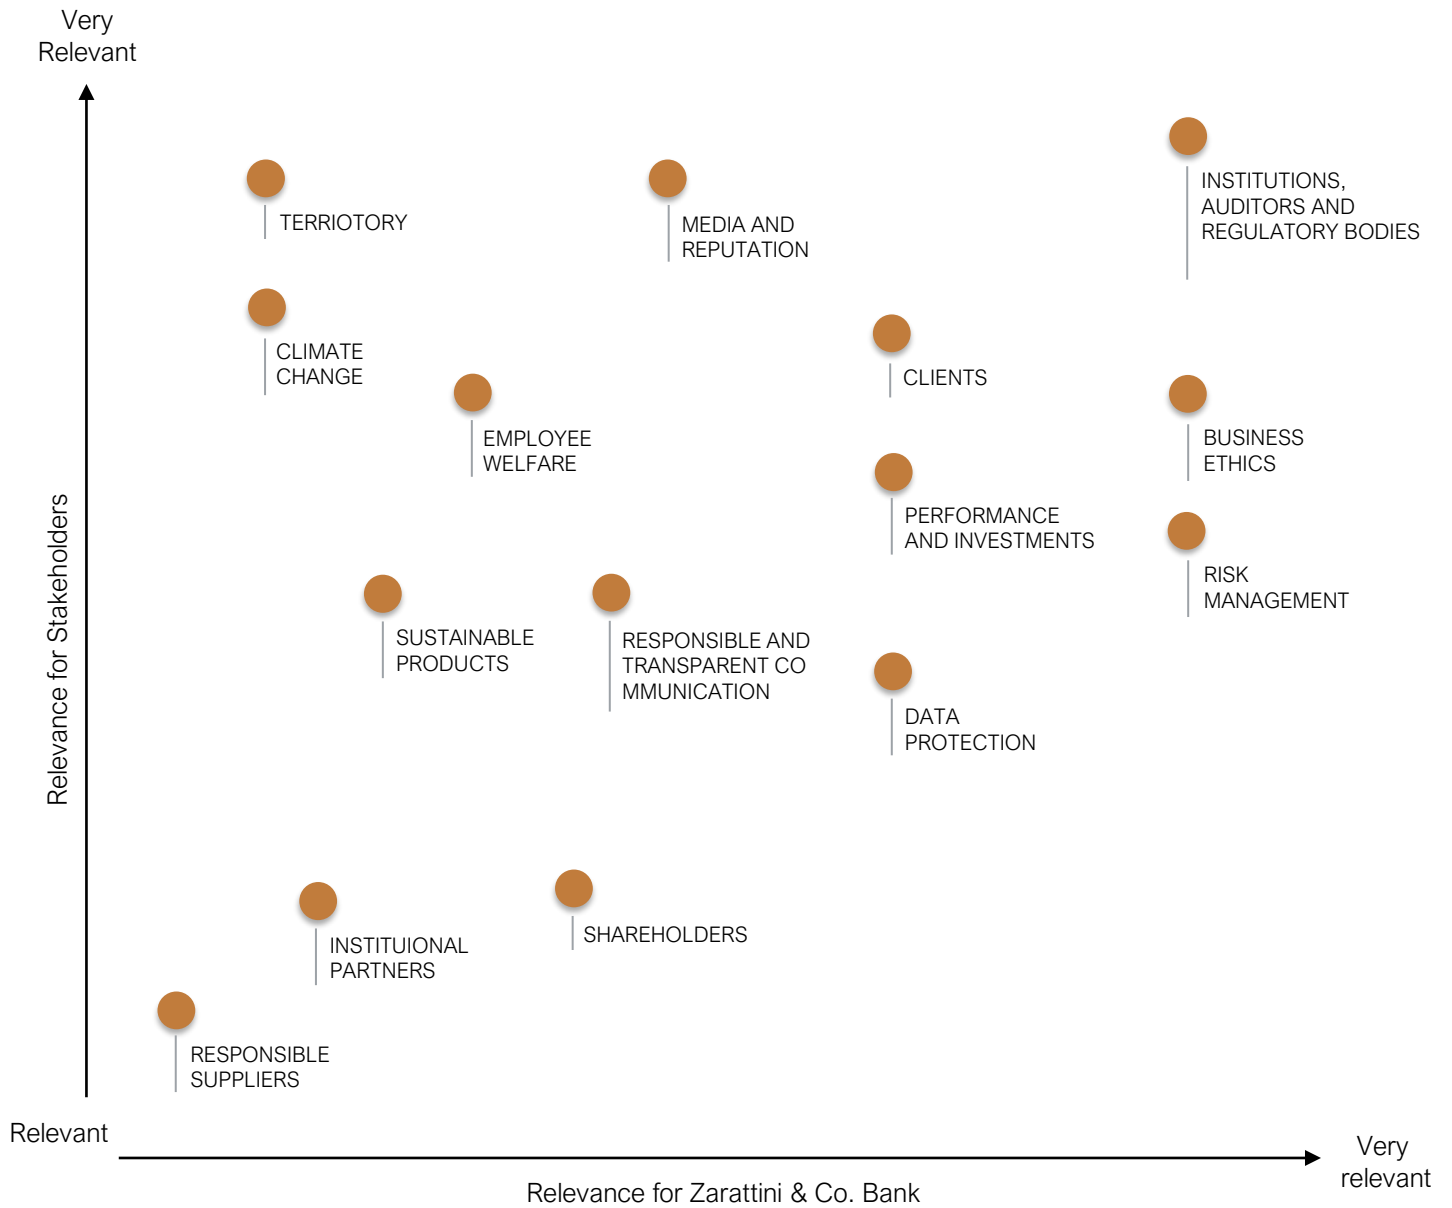 Very
Relevant
TERRIOTORY
MEDIA AND
REPUTATION
INSTITUTIONS,
AUDITORS AND
REGULATORY BODIES
CLIMATE
CHANGE
CLIENTS
EMPLOYEE
WELFARE
BUSINESS
ETHICS
PERFORMANCE
AND INVESTMENTS
RISK
MANAGEMENT
Relevance for Stakeholders
SUSTAINABLE
PRODUCTS
RESPONSIBLE AND
TRANSPARENT CO
MMUNICATION
DATA
PROTECTION
INSTITUIONAL
PARTNERS
SHAREHOLDERS
RESPONSIBLE
SUPPLIERS
Relevant
Very
relevant
Relevance for Zarattini & Co. Bank